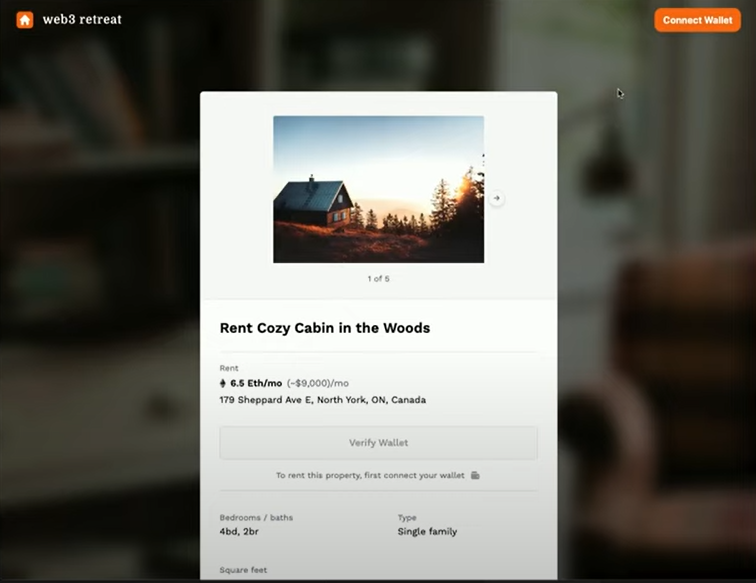 web3 retreat
Connect Wallet
1 of 5
Rent Cozy Cabin in the Woods
Rent
6.5 Eth/mo (~$9,000)/mo
179 Sheppard Ave E, North York, ON, Canada
Verify Wallet
To rent this property, first connect your wallet
Bedrooms / baths
4bd, 2br
Type
Single family
Square feet